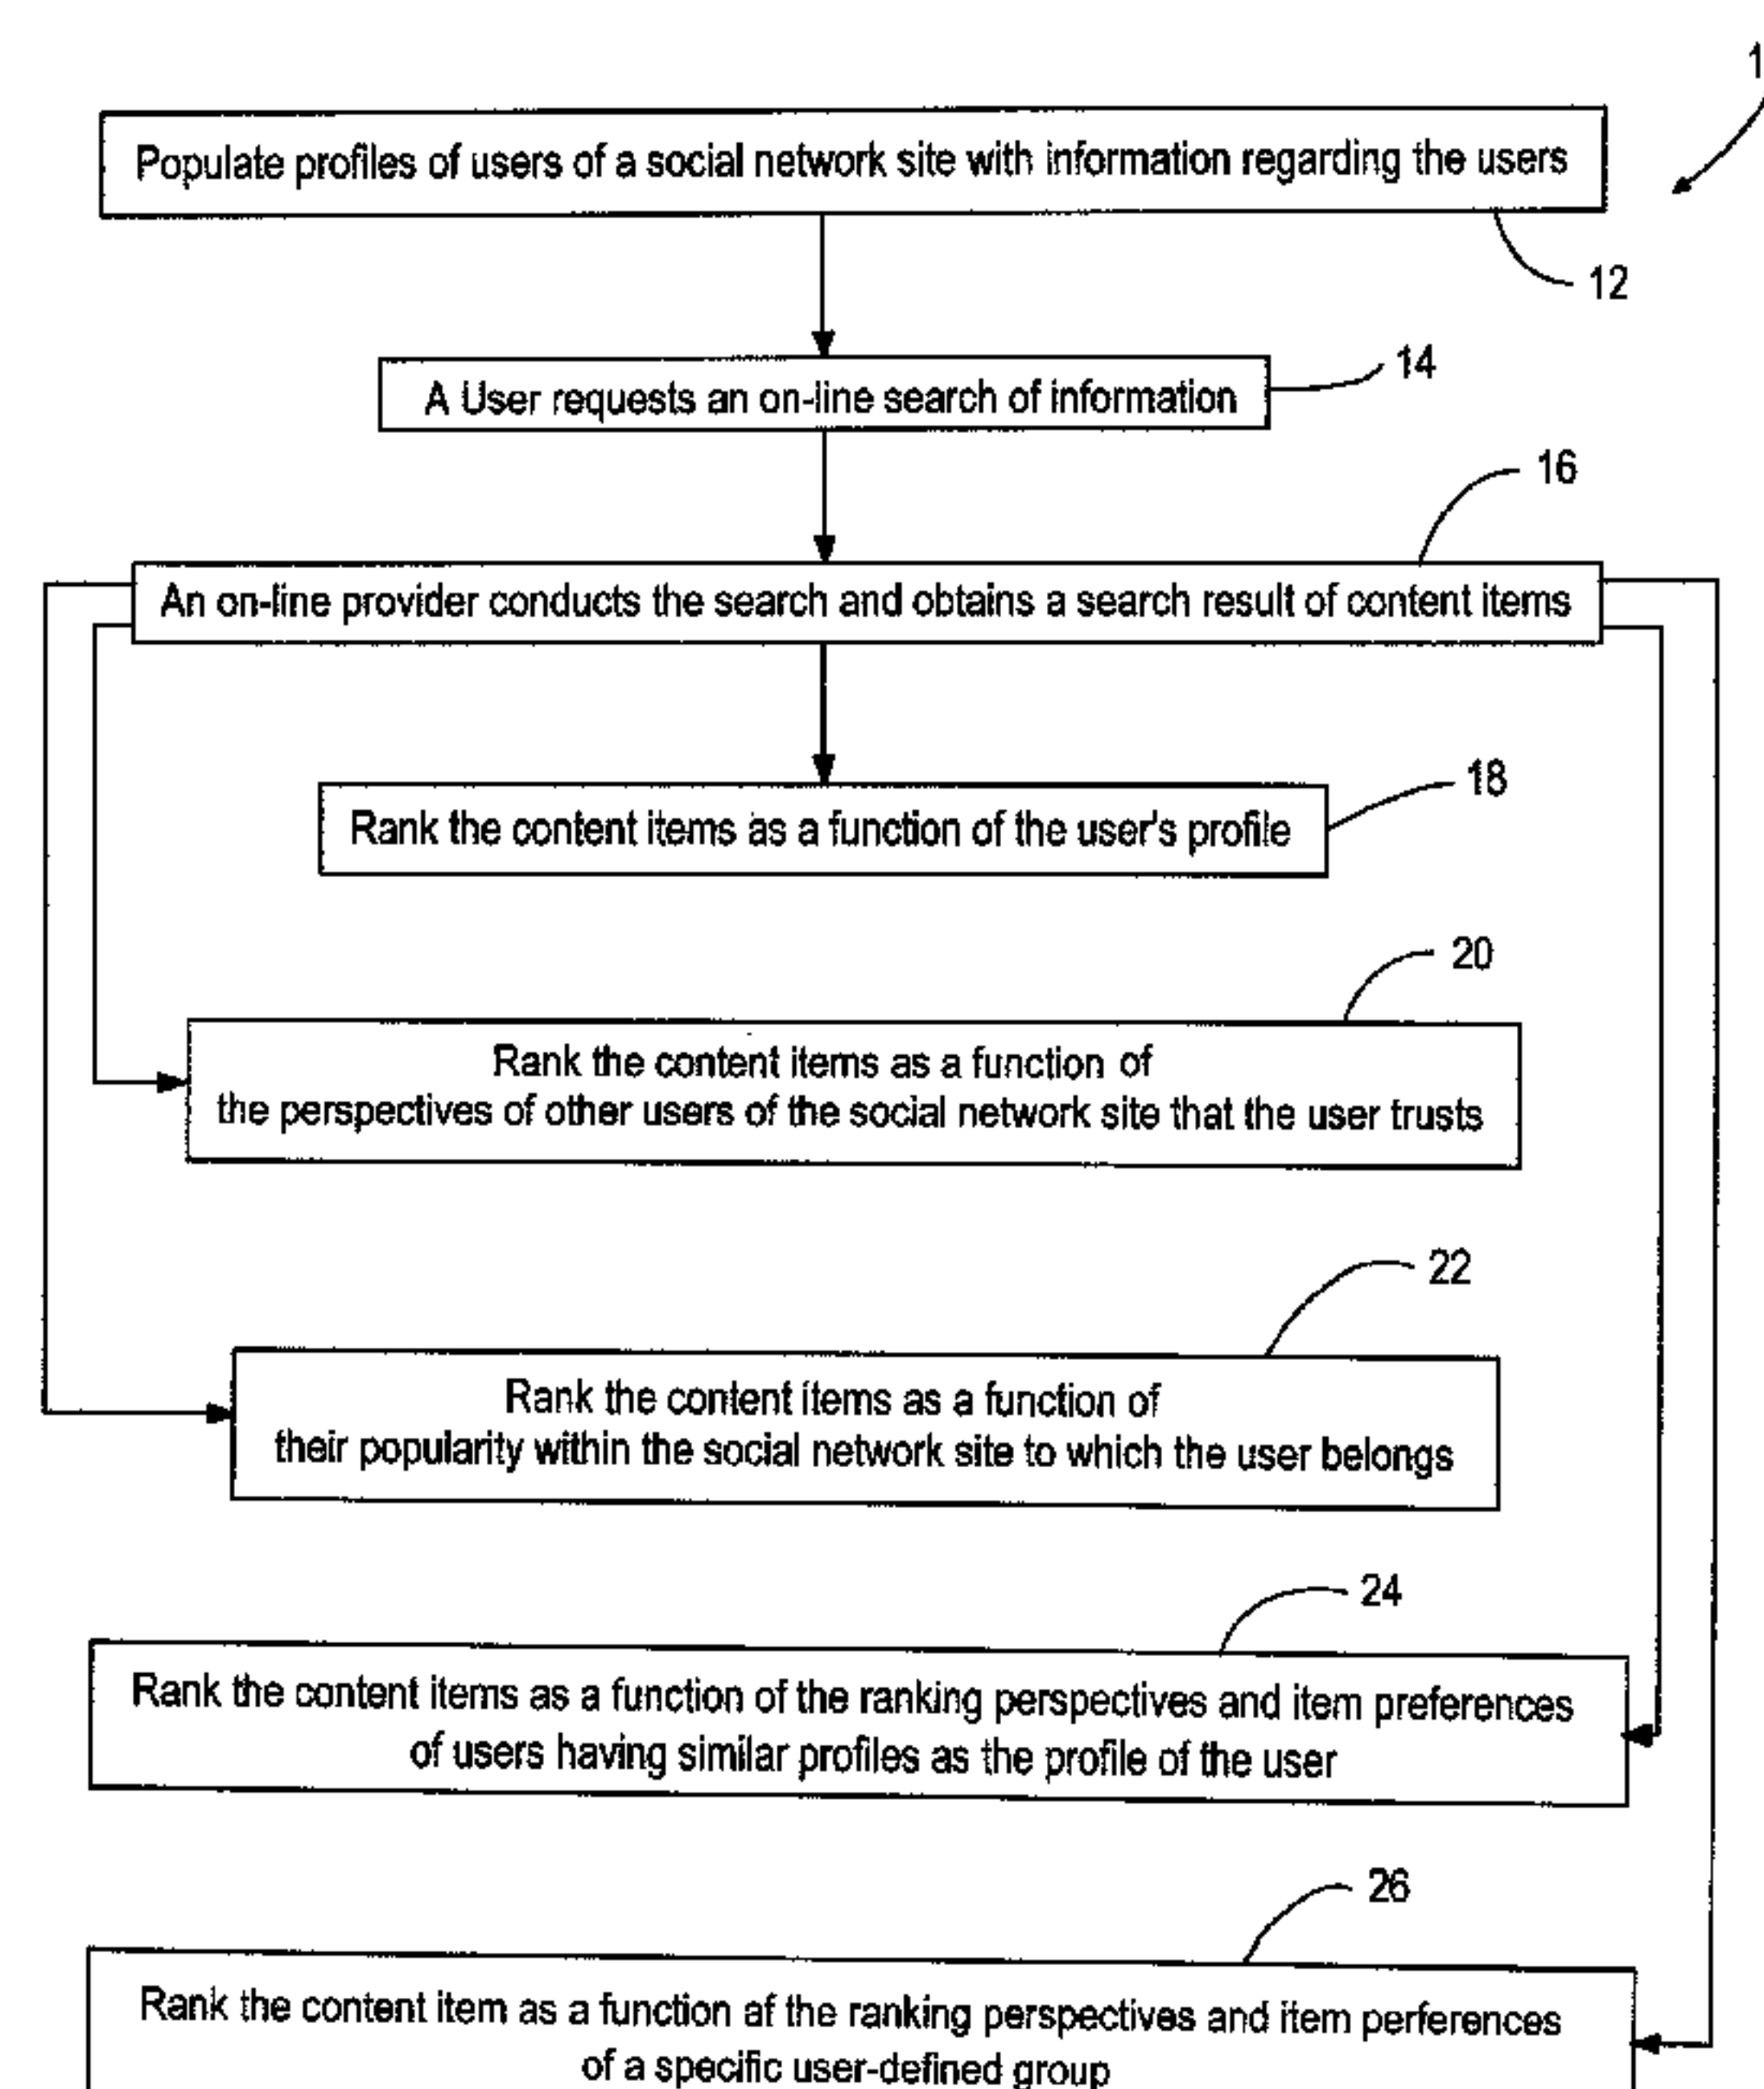 1
Populate profiles of users of a social network site with information regarding the users
12
A User requests an on-line search of information
14
16
An on-line provider conducts the search and obtains a search result of content items
18
Rank the content items as a function of the user's profile
20
Rank the content items as a function of
the perspectives of other users of the social network site that the user trusts
22
Rank the content items as a function of
their popularity within the social network site to which the user belongs
24
Rank the content items as a function of the ranking perspectives and item preferences
of users having similar profiles as the profile of the user
26
Rank the content item as a function af the ranking perspectives and item perferences
of a specific user-defined group